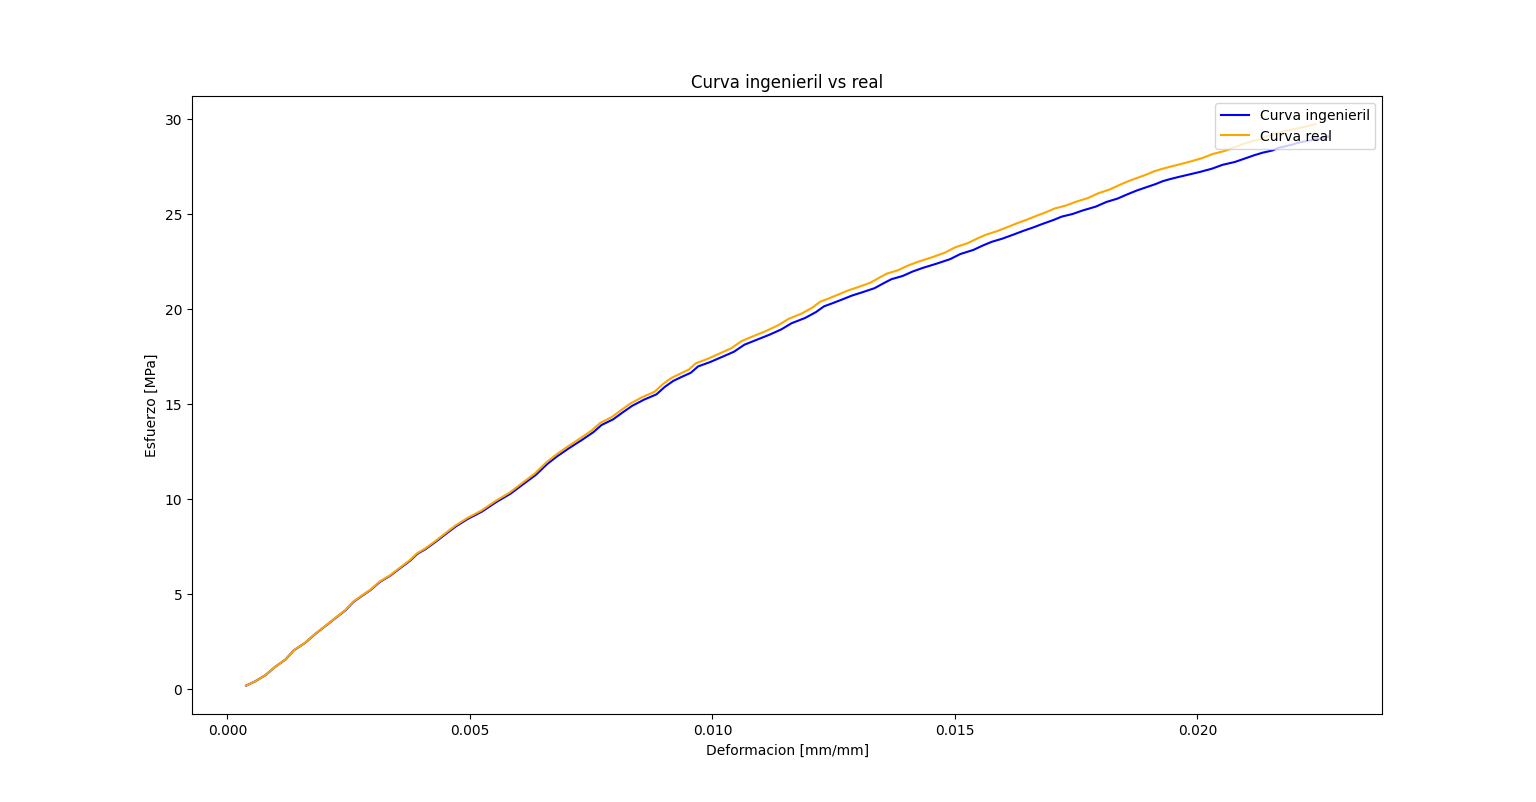 Curva ingenieril vs real
Curva ingenieril
Curva real
30
25
20
15
10
5
0
Esfuerzo [MPa]
0.000 0.005 0.010 0.015 0.020
Deformacion [mm/mm]